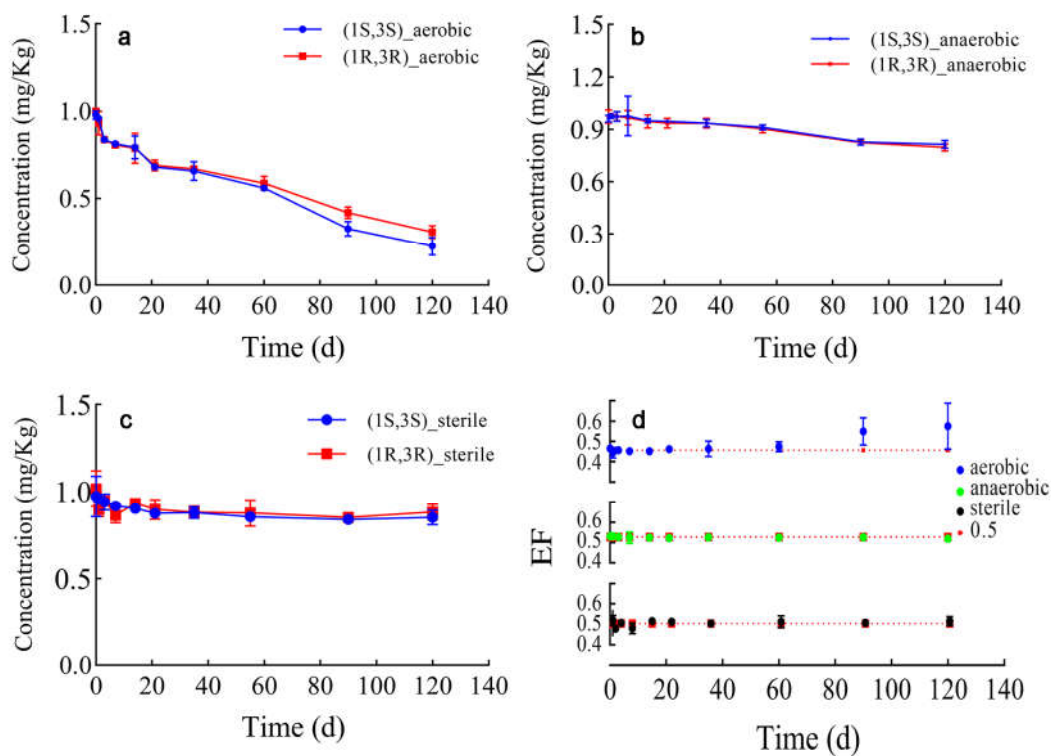 a
(1S,3S)_aerobic
(1R,3R)_aerobic
Concentration (mg/Kg)
1.5
1.0
0.5
0.0
0 20 40 60 80 100 120 140
Time (d)
b
(1S,3S)_anaerobic
(1R,3R)_anaerobic
Concentration (mg/Kg)
1.5
1.2
0.9
0.6
0.3
0.0
0 20 40 60 80 100 120 140
Time (d)
c
(1S,3S)_sterile
(1R,3R)_sterile
Concentration (mg/Kg)
1.5
1.0
0.5
0.0
0 20 40 60 80 100 120 140
Time (d)
d
EF
0.6
0.5
0.4
0.6
0.5
0.4
0.6
0.5
0.4
aerobic
anaerobic
sterile
0.5
0 20 40 60 80 100 120 140
Time (d)